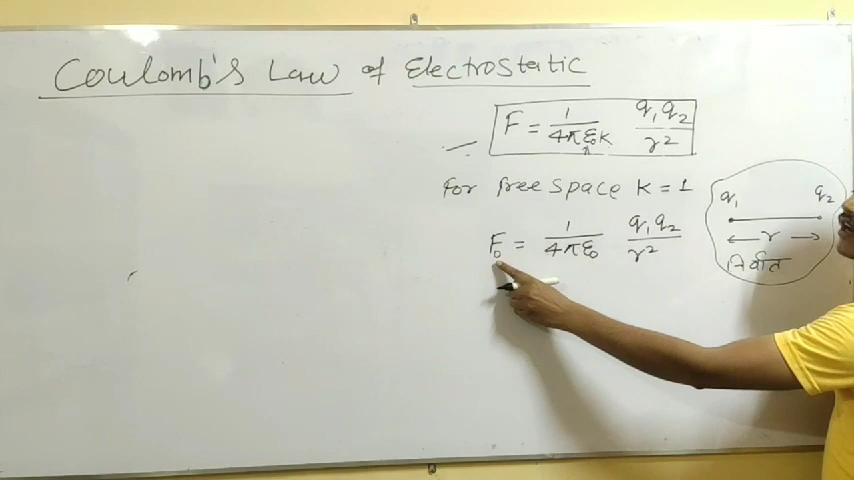 Coulomb's Law of Electrostatic
F = 1/4πε₀K q₁q₂/r²
For free space K = 1
q₁ q₂
F₀ = 1/4πε₀ q₁q₂/r²
r
निर्वात